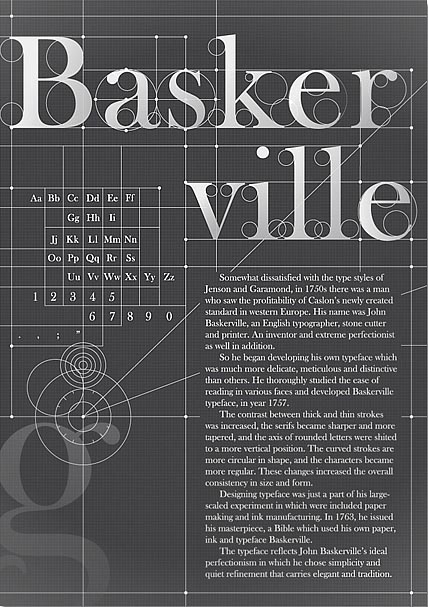 Basker
ville
Aa Bb Cc Dd Ee Ff
Gg Hh Ii
Jj Kk Ll Mm Nn
Oo Pp Qq Rr Ss
Uu Vv Ww Xx Yy Zz
1 2 3 4 5
6 7 8 9 0
. , ; "
g
Somewhat dissatisfied with the type styles of
Jenson and Garamond, in 1750s there was a man
who saw the profitability of Caslon's newly created
standard in western Europe. His name was John
Baskerville, an English typographer, stone cutter
and printer. An inventor and extreme perfectionist
as well in addition.
So he began developing his own typeface which
was much more delicate, meticulous and distinctive
than others. He thoroughly studied the ease of
reading in various faces and developed Baskerville
typeface, in year 1757.
The contrast between thick and thin strokes
was increased, the serifs became sharper and more
tapered, and the axis of rounded letters were shited
to a more vertical position. The curved strokes are
more circular in shape, and the characters became
more regular. These changes increased the overall
consistency in size and form.
Designing typeface was just a part of his large-
scaled experiment in which were included paper
making and ink manufacturing. In 1763, he issued
his masterpiece, a Bible which used his own paper,
ink and typeface Baskerville.
The typeface reflects John Baskerville's ideal
perfectionism in which he chose simplicity and
quiet refinement that carries elegant and tradition.